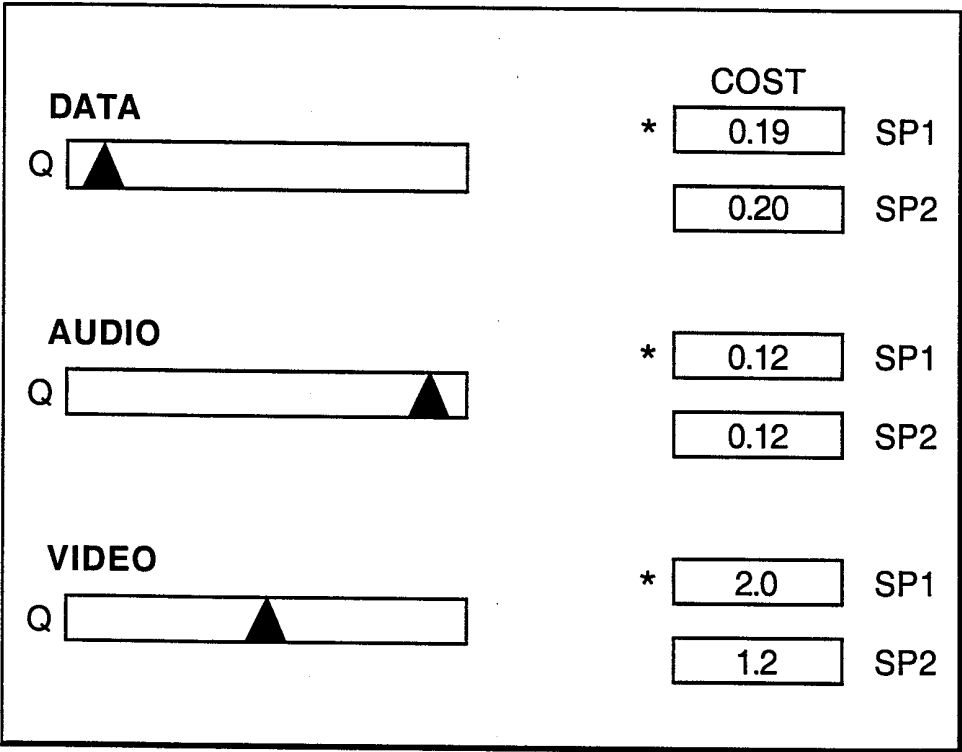 COST
DATA
* 0.19 SP1
Q
0.20 SP2
AUDIO
* 0.12 SP1
Q
0.12 SP2
VIDEO
* 2.0 SP1
Q
1.2 SP2